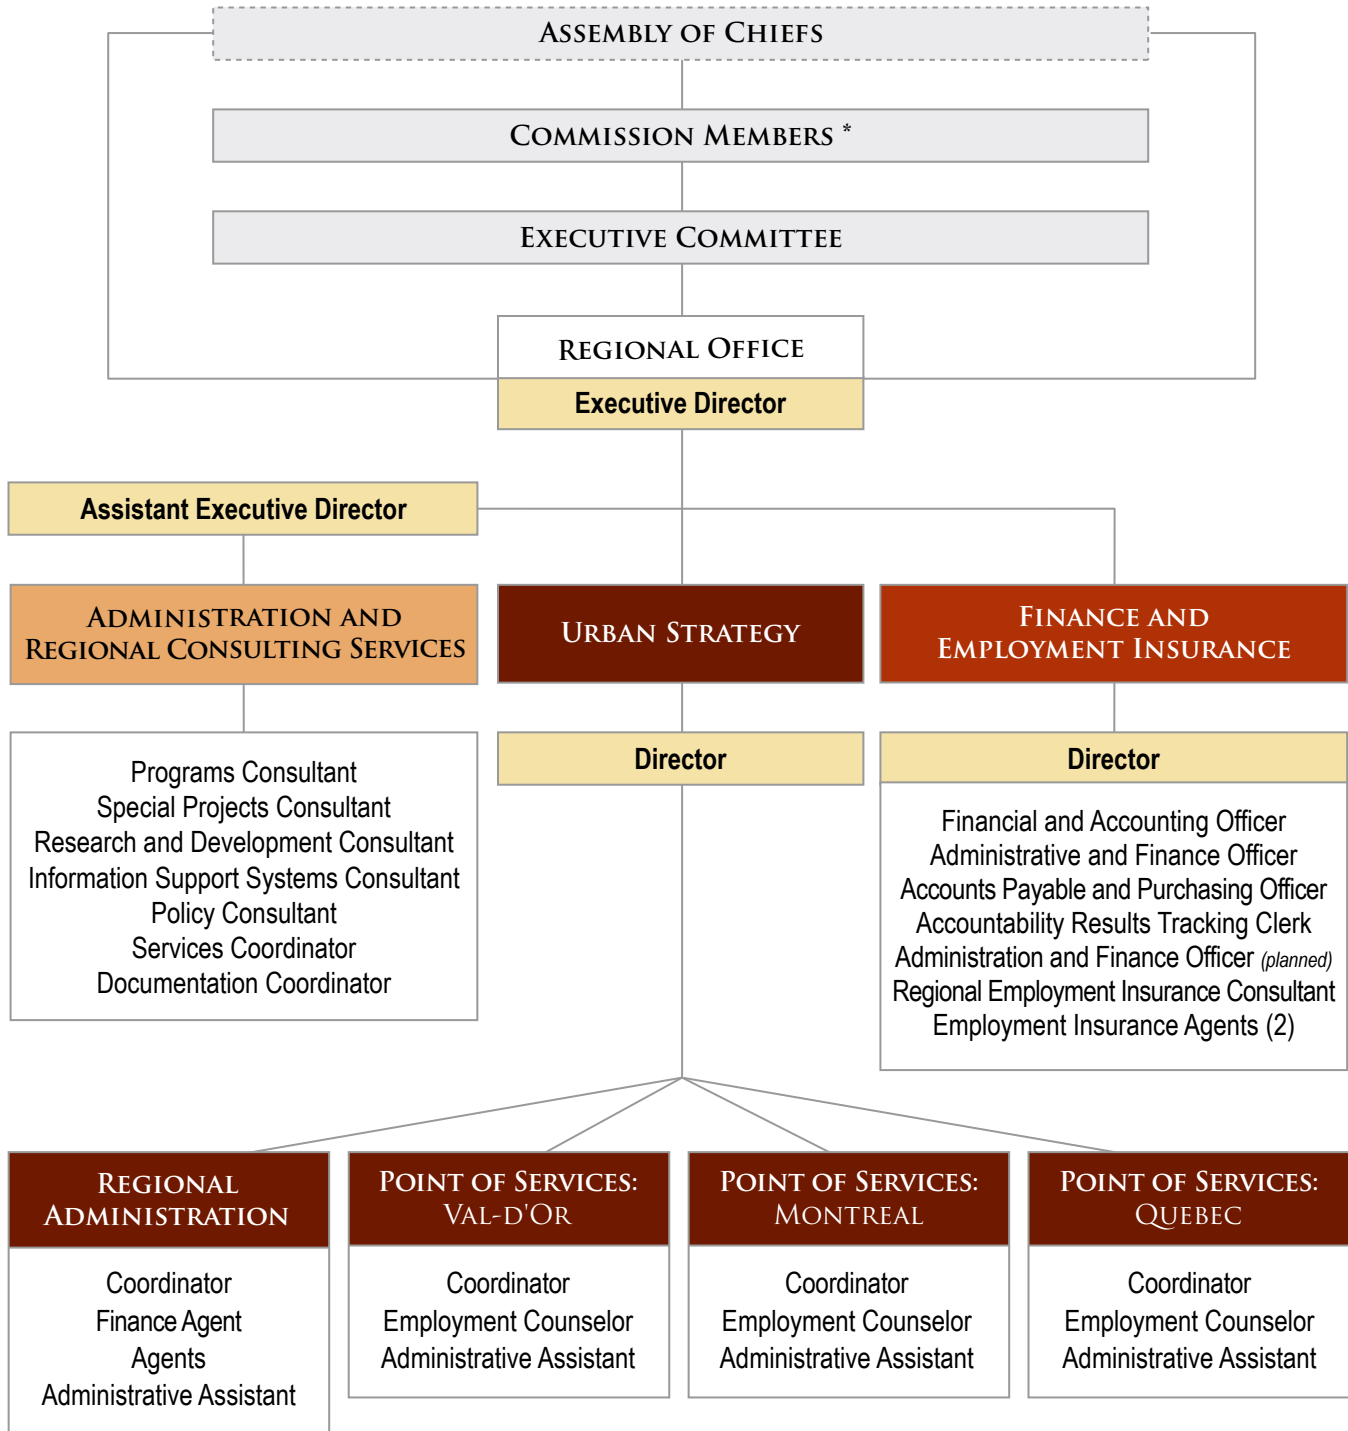 Assembly of Chiefs
Commission Members *
Executive Committee
Regional Office
Executive Director
Assistant Executive Director
Administration and
Regional Consulting Services
Urban Strategy
Finance and
Employment Insurance
Programs Consultant
Special Projects Consultant
Research and Development Consultant
Information Support Systems Consultant
Policy Consultant
Services Coordinator
Documentation Coordinator
Director
Director
Financial and Accounting Officer
Administrative and Finance Officer
Accounts Payable and Purchasing Officer
Accountability Results Tracking Clerk
Administration and Finance Officer (planned)
Regional Employment Insurance Consultant
Employment Insurance Agents (2)
Regional
Administration
Coordinator
Finance Agent
Agents
Administrative Assistant
Point of Services:
Val-d'Or
Coordinator
Employment Counselor
Administrative Assistant
Point of Services:
Montreal
Coordinator
Employment Counselor
Administrative Assistant
Point of Services:
Quebec
Coordinator
Employment Counselor
Administrative Assistant